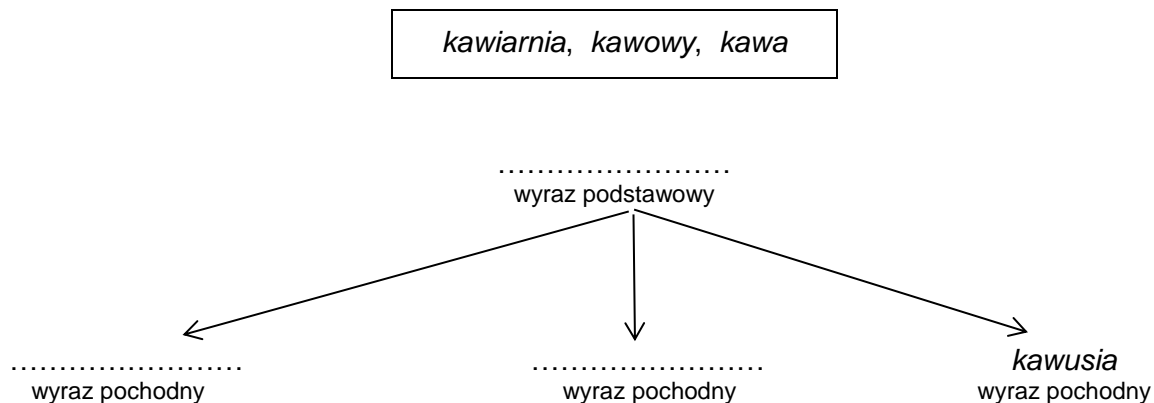 kawiarnia, kawowy, kawa
........................
wyraz podstawowy
........................ ........................ kawusia
wyraz pochodny wyraz pochodny wyraz pochodny